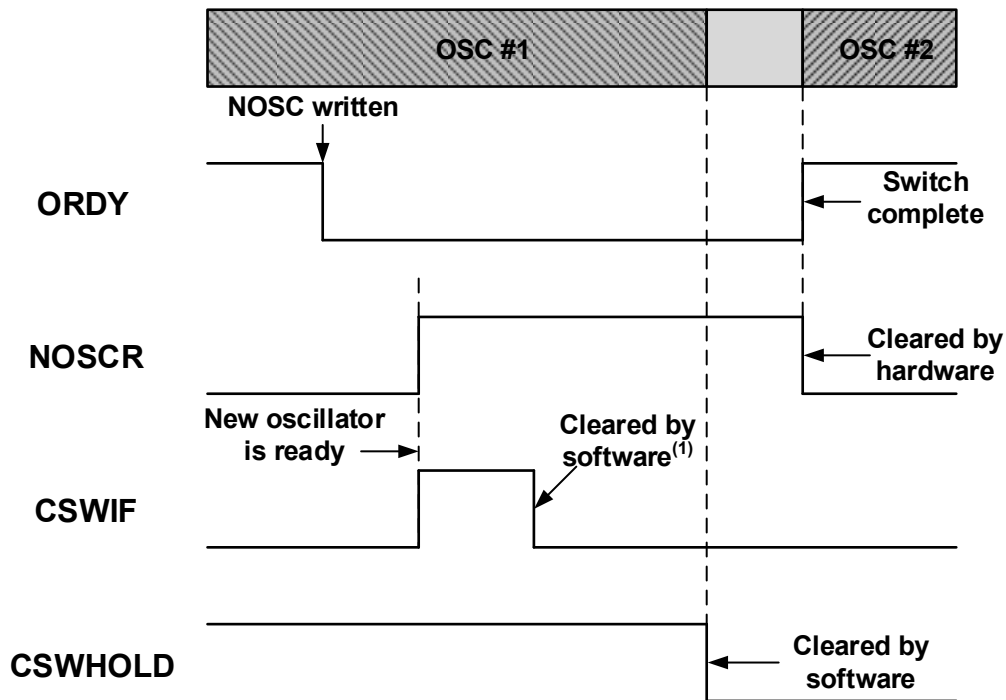 OSC #1
OSC #2
NOSC written
ORDY
Switch
complete
NOSCR
Cleared by
hardware
New oscillator
is ready
Cleared by
software(1)
CSWIF
CSWHOLD
Cleared by
software